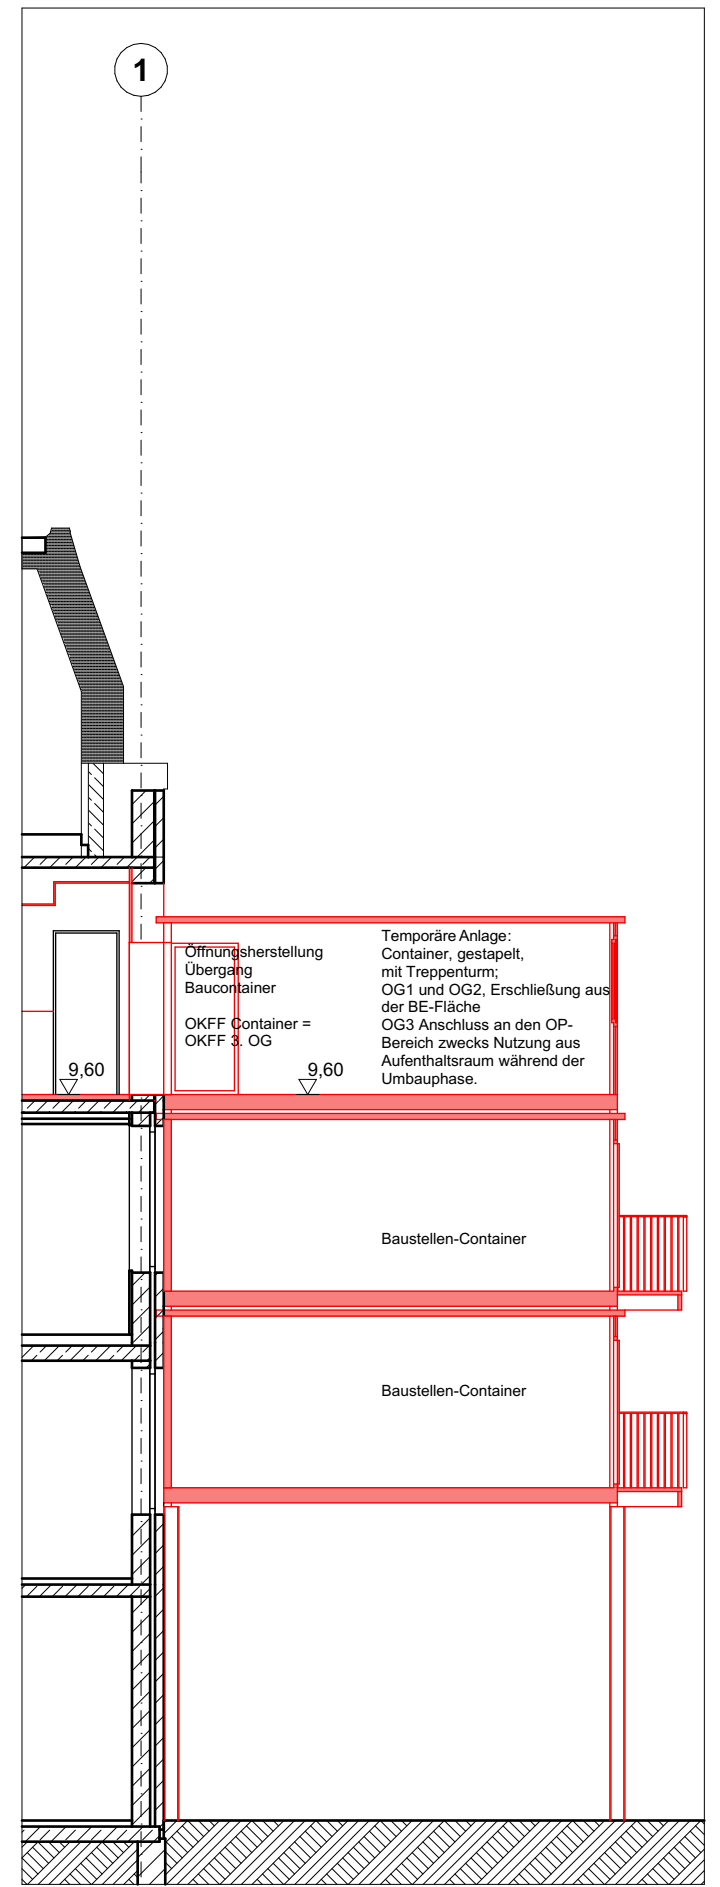 1
Öffnungsherstellung
Übergang
Baucontainer
OKFF Container =
OKFF 3. OG
Temporäre Anlage:
Container, gestapelt,
mit Treppenturm;
OG1 und OG2, Erschließung aus
der BE-Fläche
OG3 Anschluss an den OP-
Bereich zwecks Nutzung aus
Aufenthaltsraum während der
Umbauphase.
9,60
9,60
Baustellen-Container
Baustellen-Container